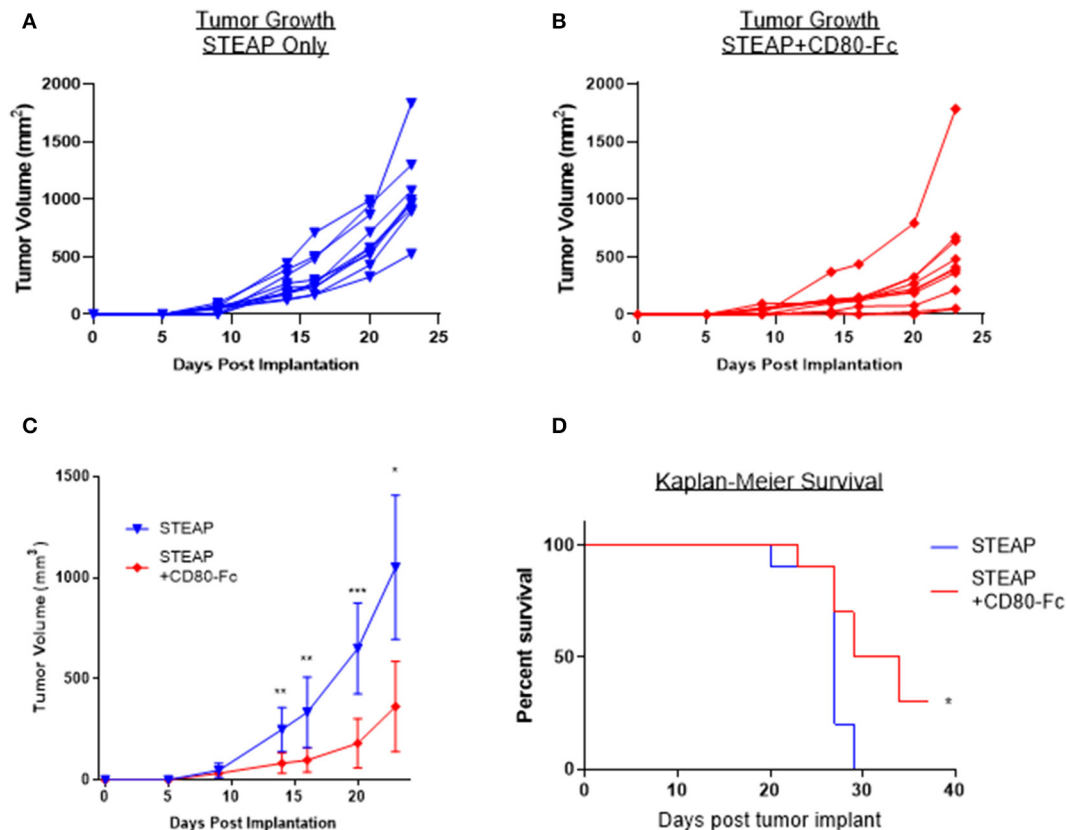 A
Tumor Growth
STEAP Only
Tumor Volume (mm²)
2000
1500
1000
500
0
0 5 10 15 20 25
Days Post Implantation
B
Tumor Growth
STEAP+CD80-Fc
Tumor Volume (mm²)
2000
1500
1000
500
0
0 5 10 15 20 25
Days Post Implantation
C
Tumor Volume (mm³)
1500
1000
500
0
STEAP
STEAP
+CD80-Fc
**
**
***
*
0 5 10 15 20
Days Post Implantation
D
Kaplan-Meier Survival
Percent survival
100
50
0
STEAP
STEAP
+CD80-Fc
*
0 20 30 40
Days post tumor implant